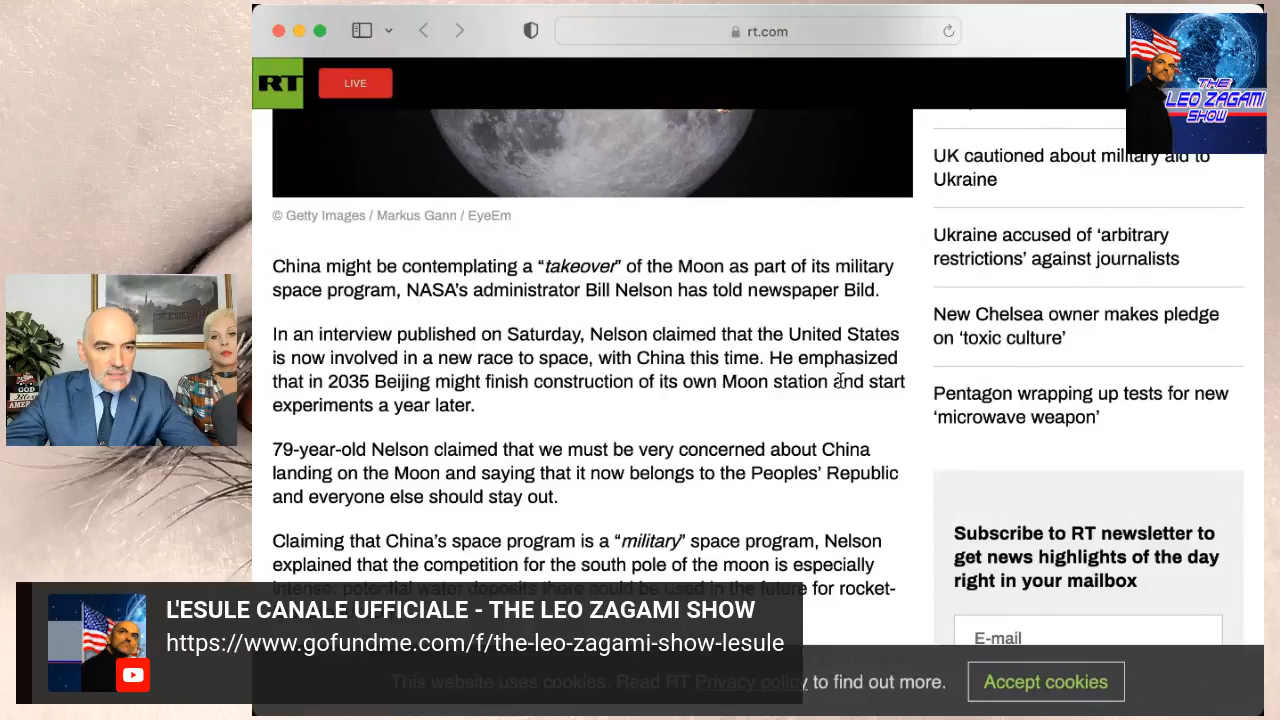 rt.com
RT
LIVE
THE
LEO ZAGAMI
SHOW
© Getty Images / Markus Gann / EyeEm
China might be contemplating a “takeover” of the Moon as part of its military
space program, NASA’s administrator Bill Nelson has told newspaper Bild.
In an interview published on Saturday, Nelson claimed that the United States
is now involved in a new race to space, with China this time. He emphasized
that in 2035 Beijing might finish construction of its own Moon station and start
experiments a year later.
79-year-old Nelson claimed that we must be very concerned about China
landing on the Moon and saying that it now belongs to the Peoples’ Republic
and everyone else should stay out.
Claiming that China’s space program is a “military” space program, Nelson
explained that the competition for the south pole of the moon is especially
intense, potential water deposits there could be used in the future for rocket-
UK cautioned about military aid to
Ukraine
Ukraine accused of ‘arbitrary
restrictions’ against journalists
New Chelsea owner makes pledge
on ‘toxic culture’
Pentagon wrapping up tests for new
‘microwave weapon’
Subscribe to RT newsletter to
get news highlights of the day
right in your mailbox
E-mail
L'ESULE CANALE UFFICIALE - THE LEO ZAGAMI SHOW
https://www.gofundme.com/f/the-leo-zagami-show-lesule
This website uses cookies. Read RT Privacy policy to find out more.
Accept cookies